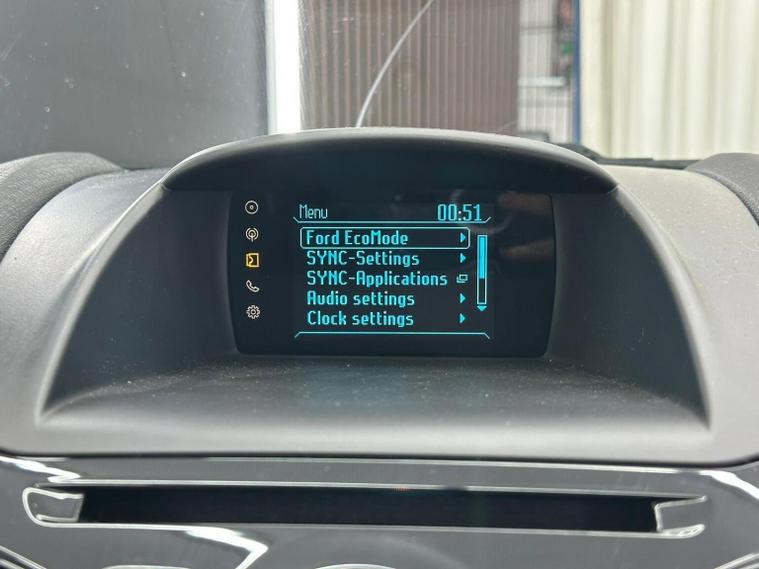 Menu 00:51
Ford EcoMode
SYNC-Settings
SYNC-Applications
Audio settings
Clock settings